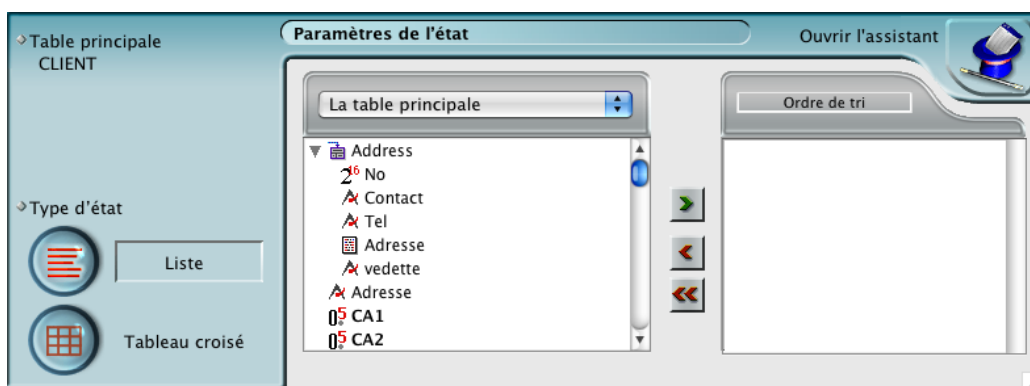 Table principale
CLIENT
Paramètres de l'état
Ouvrir l'assistant
La table principale
Ordre de tri
Address
No
Contact
Tel
Adresse
vedette
Adresse
CA1
CA2
Type d'état
Liste
Tableau croisé